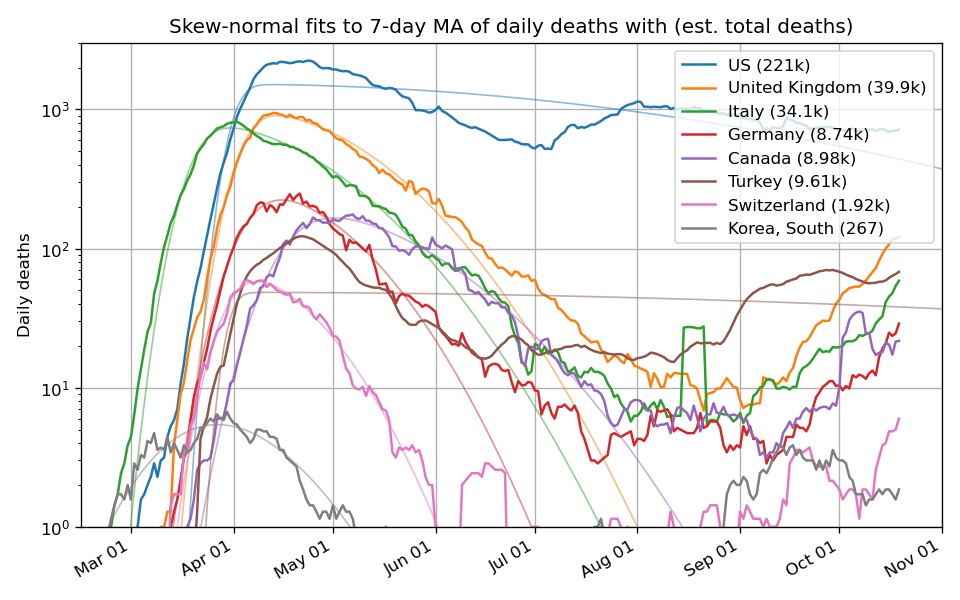 Skew-normal fits to 7-day MA of daily deaths with (est. total deaths)
US (221k)
United Kingdom (39.9k)
Italy (34.1k)
Germany (8.74k)
Canada (8.98k)
Turkey (9.61k)
Switzerland (1.92k)
Korea, South (267)
Daily deaths
10³
10²
10¹
10⁰
Mar 01
Apr 01
May 01
Jun 01
Jul 01
Aug 01
Sep 01
Oct 01
Nov 01